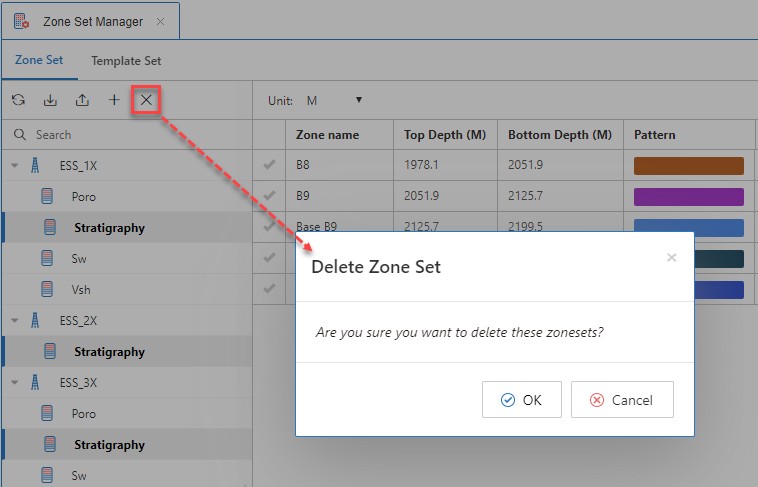 Zone Set Manager
Zone Set Template Set
Unit: M
Search
Zone name Top Depth (M) Bottom Depth (M) Pattern
ESS_1X
B8 1978.1 2051.9
Poro
B9 2051.9 2125.7
Stratigraphy
Base B9 2125.7 2199.5
Sw
Vsh
ESS_2X
Stratigraphy
ESS_3X
Poro
Stratigraphy
Sw
Delete Zone Set
Are you sure you want to delete these zonesets?
OK Cancel